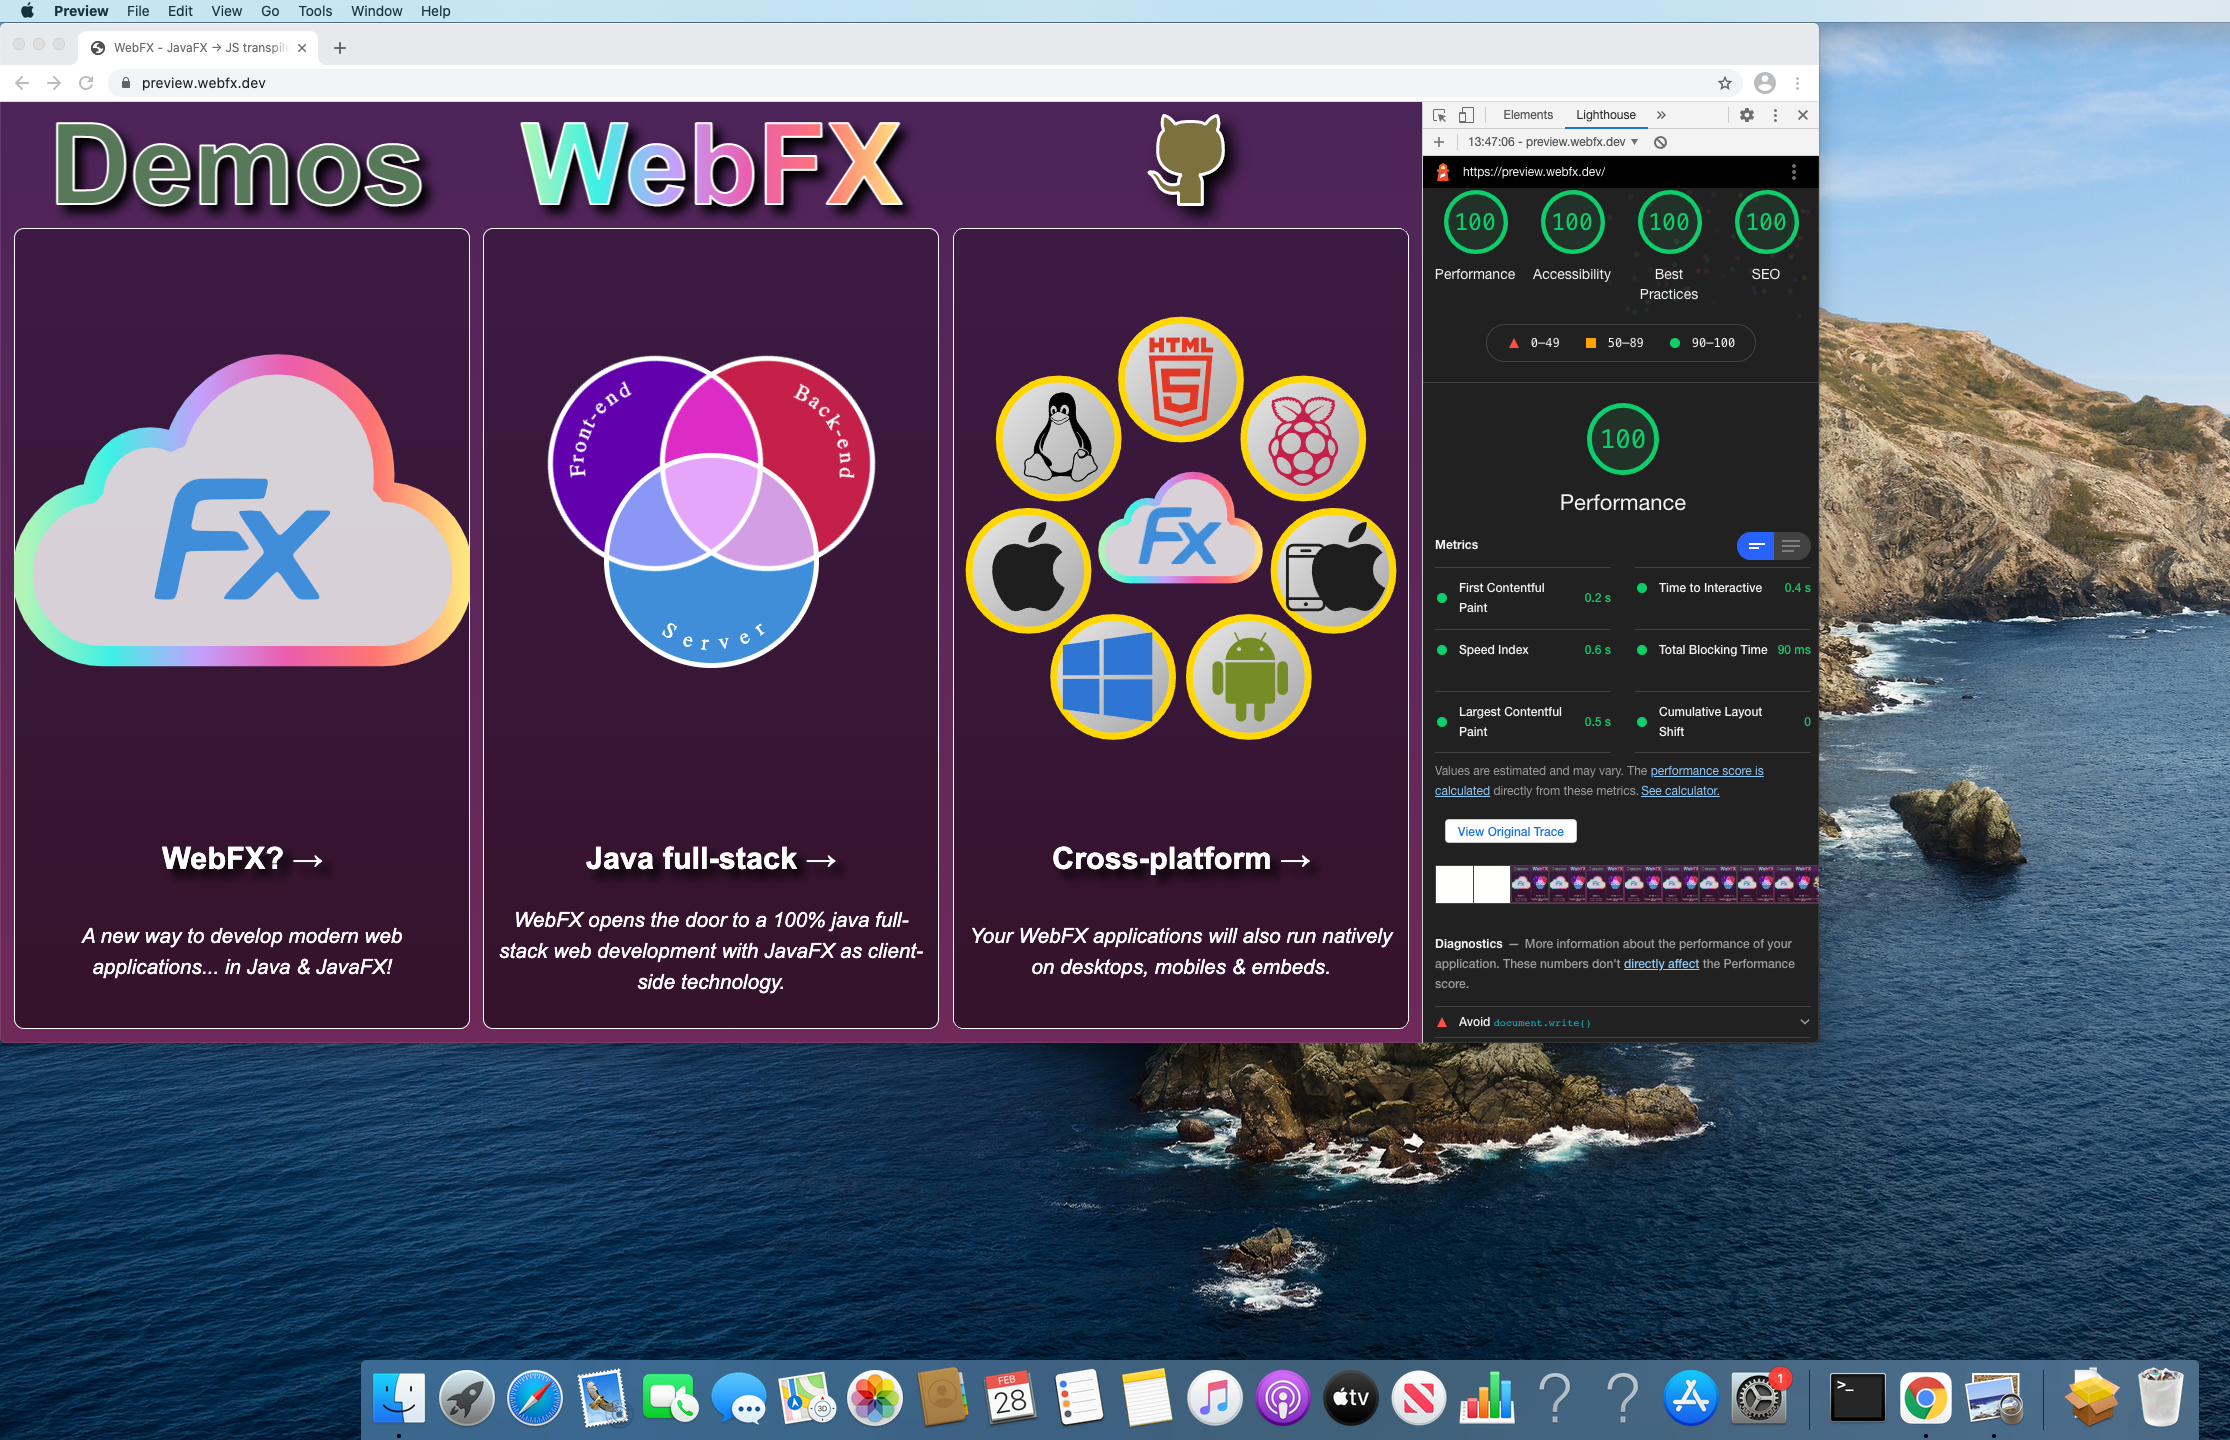 Preview File Edit View Go Tools Window Help
WebFX - JavaFX → JS transpil
preview.webfx.dev
Demos
WebFX
Fx
WebFX? →
A new way to develop modern web
applications... in Java & JavaFX!
Front-end
Back-end
Server
Java full-stack →
WebFX opens the door to a 100% java full-
stack web development with JavaFX as client-
side technology.
HTML
5
Fx
Cross-platform →
Your WebFX applications will also run natively
on desktops, mobiles & embeds.
Elements Lighthouse »
13:47:06 - preview.webfx.dev
https://preview.webfx.dev/
100 100 100 100
Performance Accessibility Best Practices SEO
0–49 50–89 90–100
100
Performance
Metrics
First Contentful Paint 0.2 s
Time to Interactive 0.4 s
Speed Index 0.6 s
Total Blocking Time 90 ms
Largest Contentful Paint 0.5 s
Cumulative Layout Shift 0
Values are estimated and may vary. The performance score is
calculated directly from these metrics. See calculator.
View Original Trace
Diagnostics — More information about the performance of your
application. These numbers don't directly affect the Performance
score.
Avoid document.write()
3D
FEB
28
tv
1
>_